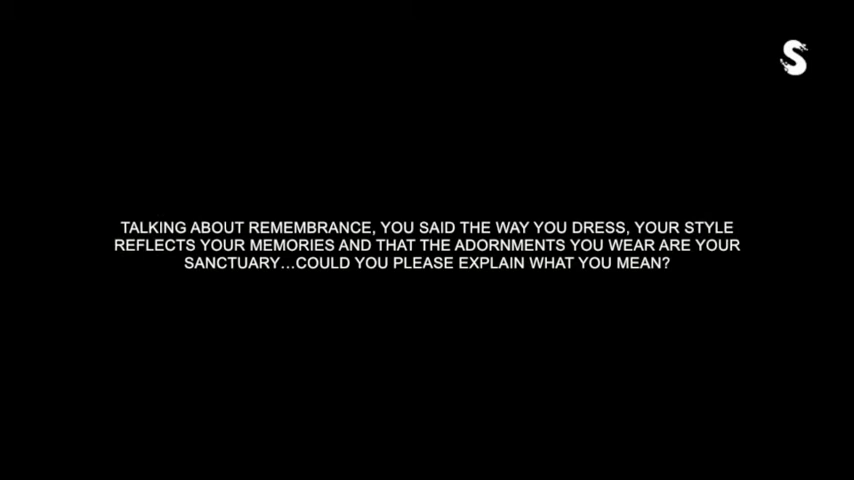 S
TALKING ABOUT REMEMBRANCE, YOU SAID THE WAY YOU DRESS, YOUR STYLE
REFLECTS YOUR MEMORIES AND THAT THE ADORNMENTS YOU WEAR ARE YOUR
SANCTUARY...COULD YOU PLEASE EXPLAIN WHAT YOU MEAN?